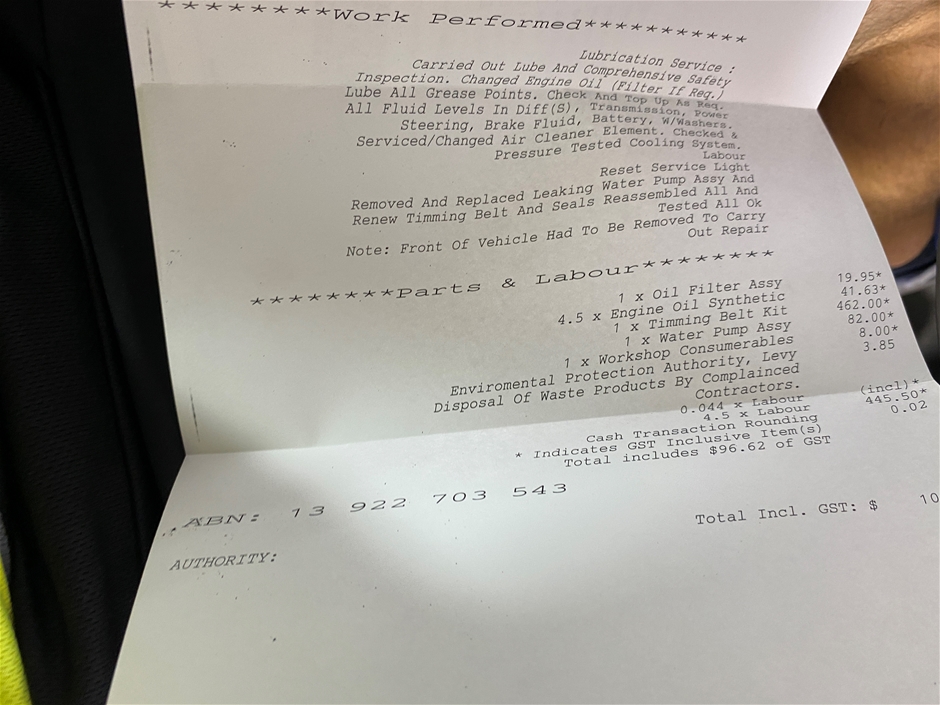 ********Work Performed***********
Lubrication Service :
Carried Out Lube And Comprehensive Safety
Inspection. Changed Engine Oil (Filter If Req.)
Lube All Grease Points. Check And Top Up As Req.
All Fluid Levels In Diff(S), Transmission, Power
Steering, Brake Fluid, Battery, W/Washers.
Serviced/Changed Air Cleaner Element. Checked &
Pressure Tested Cooling System.
Labour
Reset Service Light
Removed And Replaced Leaking Water Pump Assy And
Renew Timming Belt And Seals Reassembled All And
Tested All Ok
Note: Front Of Vehicle Had To Be Removed To Carry
Out Repair
********Parts & Labour********
1 x Oil Filter Assy 19.95*
4.5 x Engine Oil Synthetic 41.63*
1 x Timming Belt Kit 462.00*
1 x Water Pump Assy 82.00*
1 x Workshop Consumerables 8.00*
Enviromental Protection Authority, Levy 3.85
Disposal Of Waste Products By Complainced
Contractors.
0.044 x Labour (incl)*
4.5 x Labour 445.50*
Cash Transaction Rounding 0.02
* Indicates GST Inclusive Item(s)
Total includes $96.62 of GST
ABN: 13 922 703 543
Total Incl. GST: $ 10
AUTHORITY: